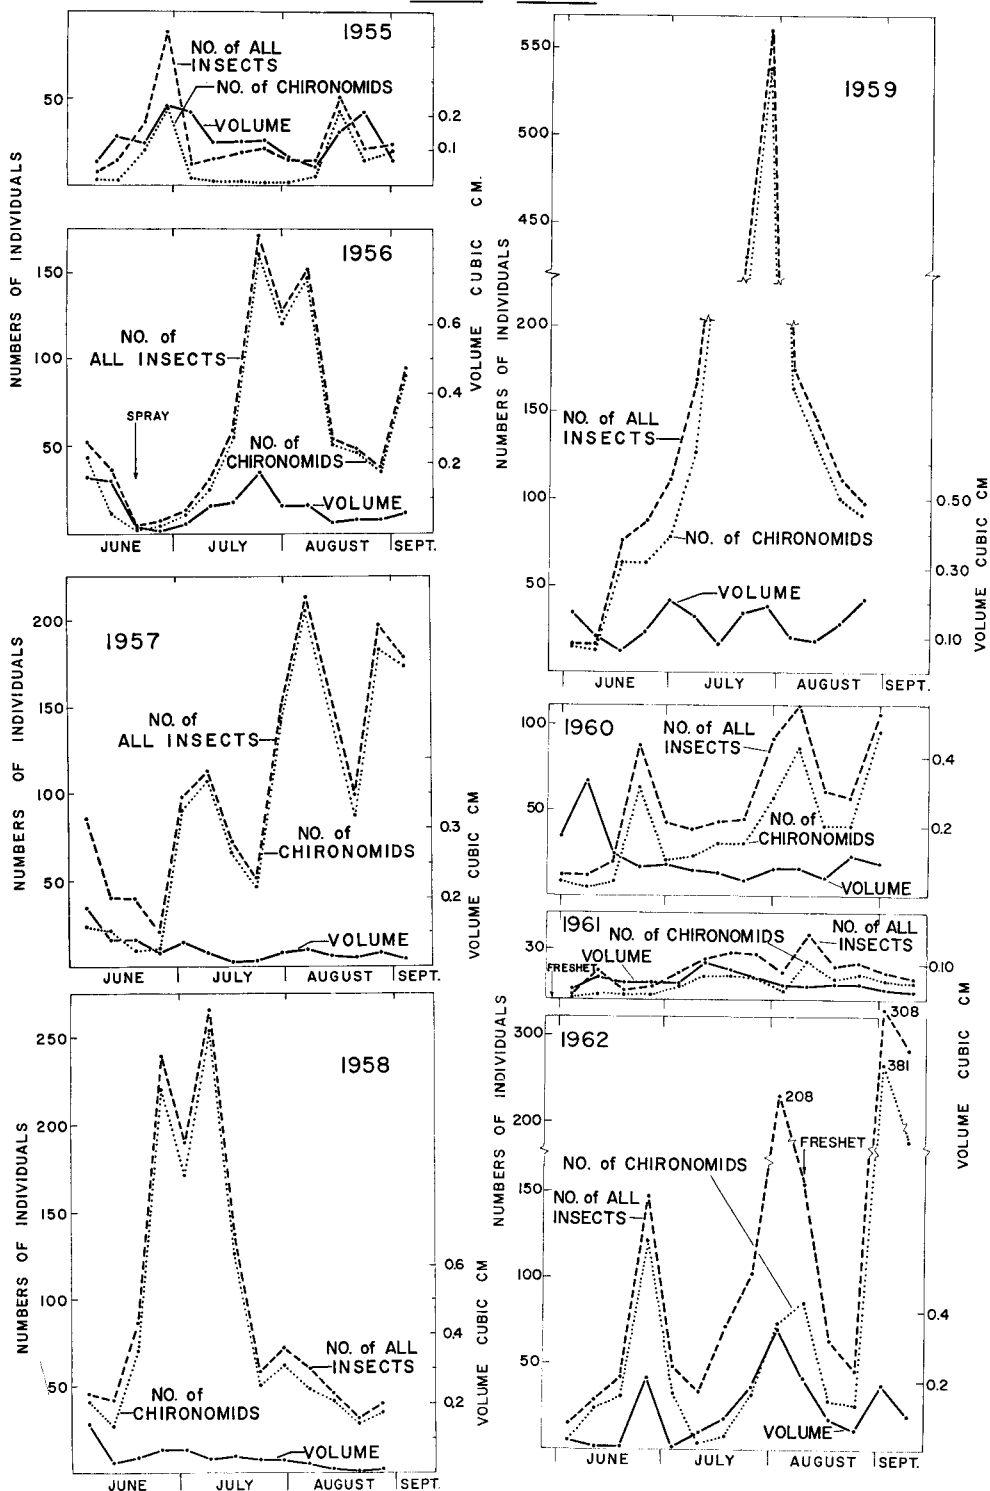 1955
NO. of ALL
INSECTS
NO. of CHIRONOMIDS
VOLUME
50
0.2
0.1
NUMBERS OF INDIVIDUALS
VOLUME CUBIC CM.
1956
NO. of
ALL INSECTS
SPRAY
NO. of
CHIRONOMIDS
VOLUME
150
100
50
0.6
0.4
0.2
JUNE JULY AUGUST SEPT.
1957
NO. of
ALL INSECTS
NO. of
CHIRONOMIDS
VOLUME
200
150
100
50
0.3
0.2
NUMBERS OF INDIVIDUALS
VOLUME CUBIC CM
JUNE JULY AUGUST SEPT.
1958
NO. of ALL
INSECTS
NO. of
CHIRONOMIDS
VOLUME
250
200
150
100
50
0.6
0.4
0.2
NUMBERS OF INDIVIDUALS
VOLUME CUBIC CM
JUNE JULY AUGUST SEPT.
1959
550
500
450
200
150
100
50
NO. of ALL
INSECTS
NO. of CHIRONOMIDS
VOLUME
0.50
0.30
0.10
NUMBERS OF INDIVIDUALS
VOLUME CUBIC CM
JUNE JULY AUGUST SEPT.
1960
NO. of ALL
INSECTS
NO. of
CHIRONOMIDS
VOLUME
100
50
0.4
0.2
1961
NO. of CHIRONOMIDS
NO. of ALL
INSECTS
VOLUME
FRESHET
30
0.10
1962
308
381
208
FRESHET
NO. of CHIRONOMIDS
NO. of ALL
INSECTS
VOLUME
300
200
150
100
50
0.4
0.2
NUMBERS OF INDIVIDUALS
VOLUME CUBIC CM
JUNE JULY AUGUST SEPT.